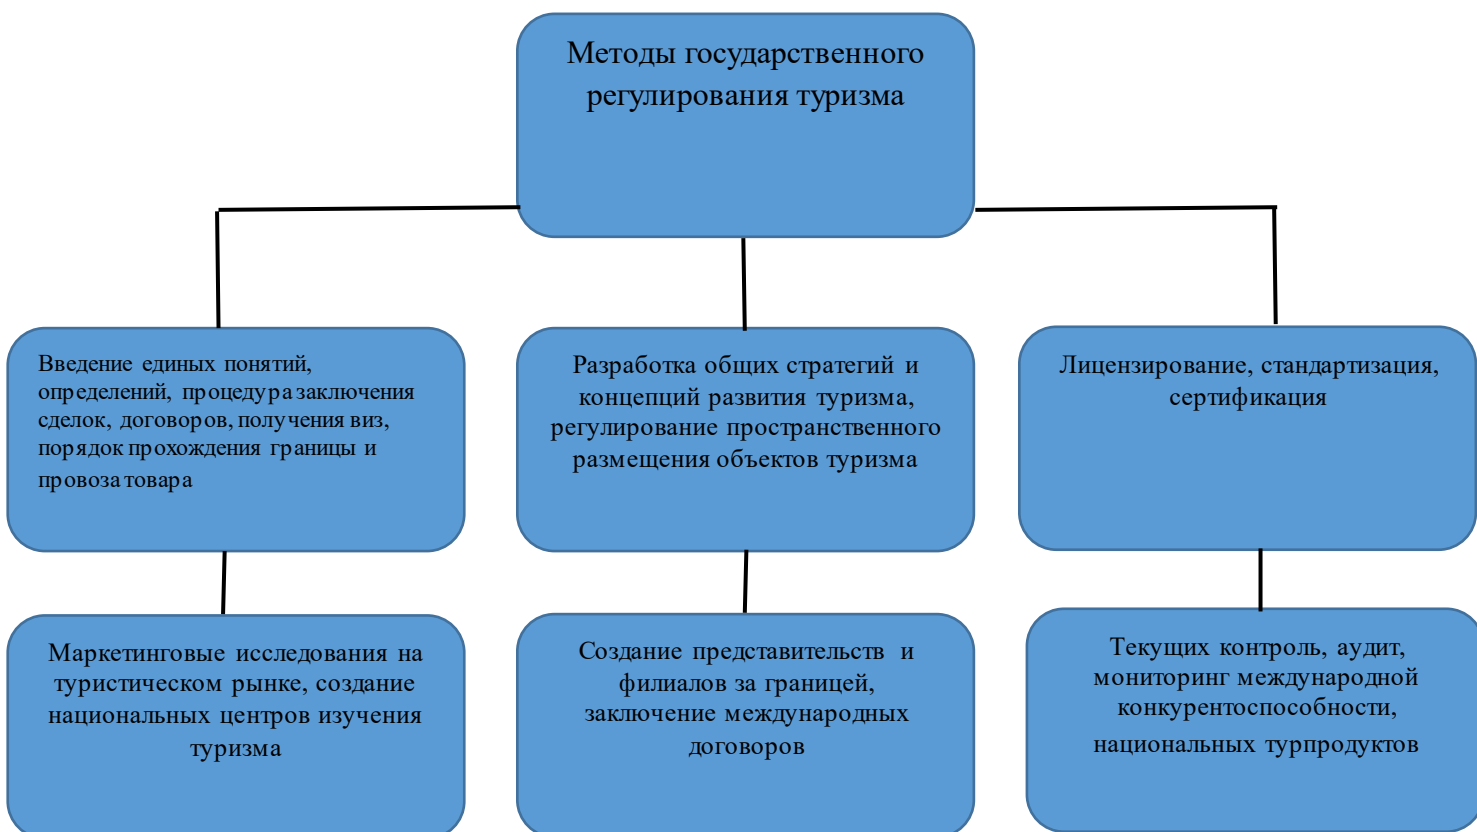 Методы государственного
регулирования туризма
Введение единых понятий,
определений, процедура заключения
сделок, договоров, получения виз,
порядок прохождения границы и
провоза товара
Разработка общих стратегий и
концепций развития туризма,
регулирование пространственного
размещения объектов туризма
Лицензирование, стандартизация,
сертификация
Маркетинговые исследования на
туристическом рынке, создание
национальных центров изучения
туризма
Создание представительств и
филиалов за границей,
заключение международных
договоров
Текущих контроль, аудит,
мониторинг международной
конкурентоспособности,
национальных турпродуктов